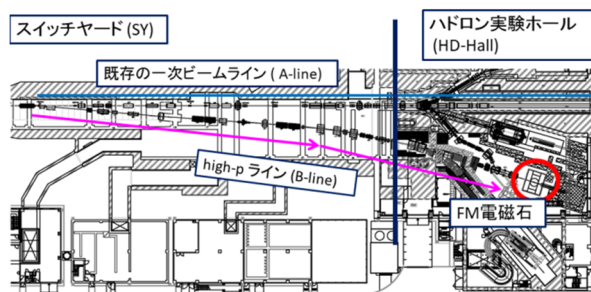 スイッチヤード (SY)
ハドロン実験ホール
(HD-Hall)
既存の一次ビームライン ( A-line)
high-p ライン (B-line)
FM電磁石